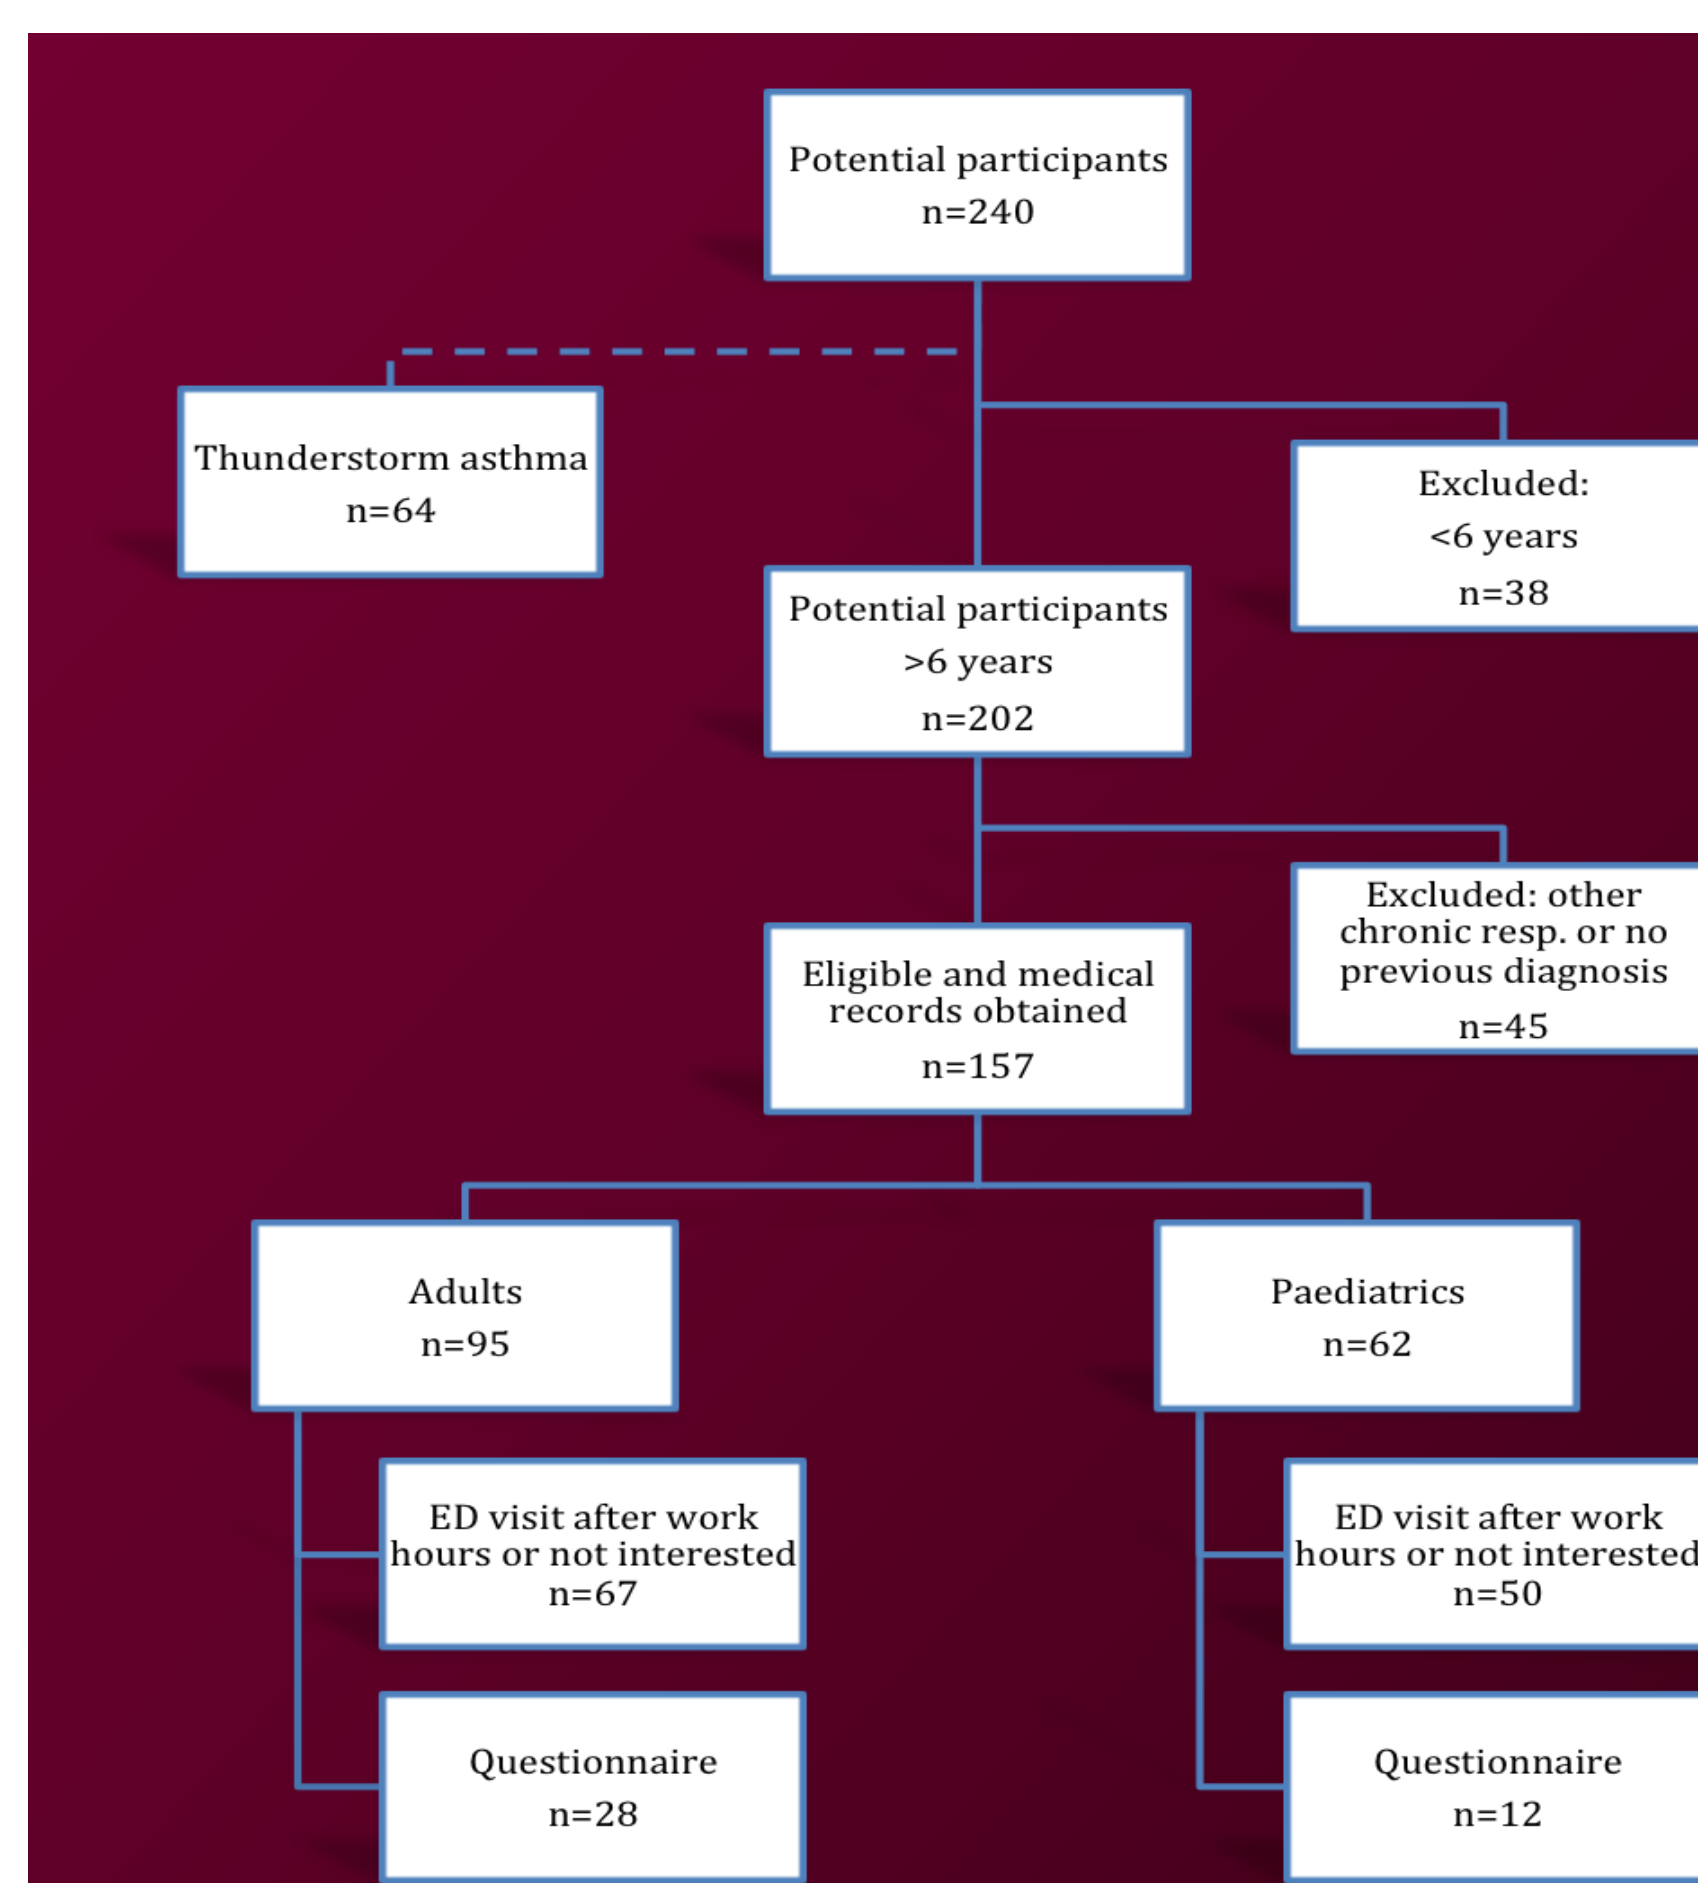 Potential participants
n=240
Thunderstorm asthma
n=64
Excluded:
<6 years
n=38
Potential participants
>6 years
n=202
Excluded: other
chronic resp. or no
previous diagnosis
n=45
Eligible and medical
records obtained
n=157
Adults
n=95
Paediatrics
n=62
ED visit after work
hours or not interested
n=67
ED visit after work
hours or not interested
n=50
Questionnaire
n=28
Questionnaire
n=12